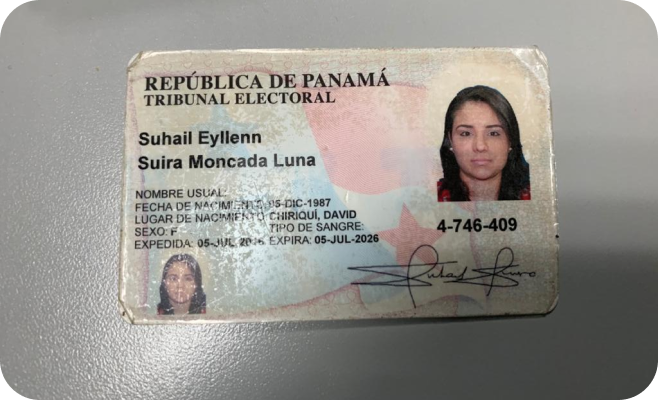 REPÚBLICA DE PANAMÁ
TRIBUNAL ELECTORAL
Suhail Eyllenn
Suira Moncada Luna
NOMBRE USUAL:
FECHA DE NACIMIENTO: 05-DIC-1987
LUGAR DE NACIMIENTO: CHIRIQUÍ, DAVID
SEXO: F TIPO DE SANGRE:
EXPEDIDA: 05-JUL-2016 EXPIRA: 05-JUL-2026
4-746-409